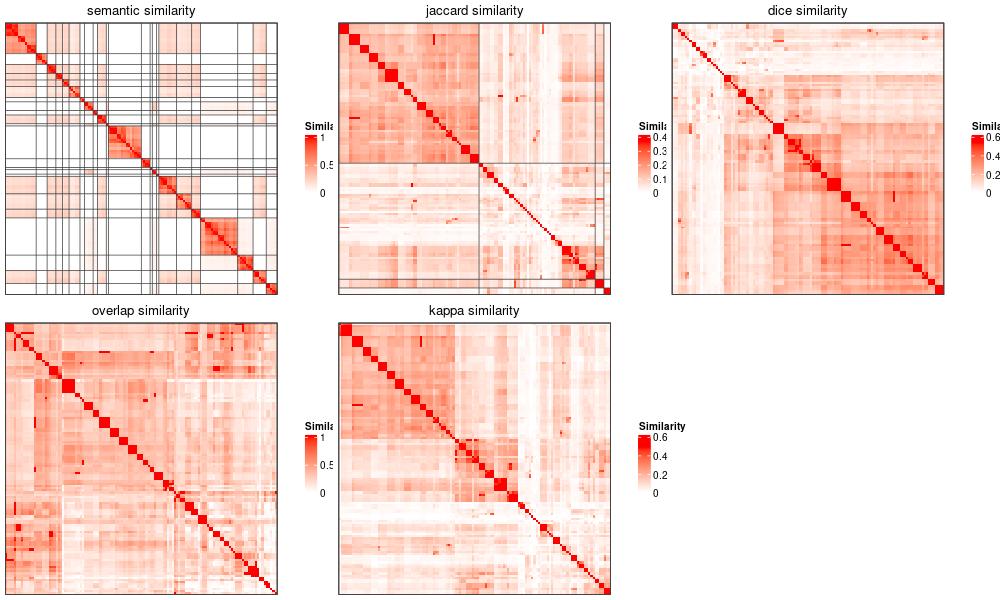 semantic similarity
jaccard similarity
dice similarity
Simila
1
0.5
0
Simila
0.4
0.3
0.2
0.1
0
Simila
0.6
0.4
0.2
0
overlap similarity
kappa similarity
Simila
1
0.5
0
Similarity
0.6
0.4
0.2
0